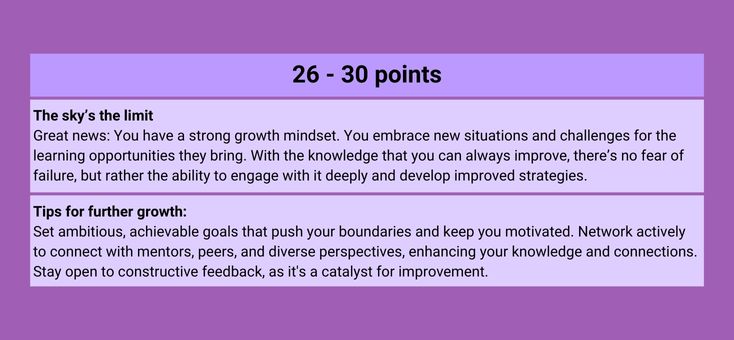 26 - 30 points
The sky’s the limit
Great news: You have a strong growth mindset. You embrace new situations and challenges for the
learning opportunities they bring. With the knowledge that you can always improve, there’s no fear of
failure, but rather the ability to engage with it deeply and develop improved strategies.
Tips for further growth:
Set ambitious, achievable goals that push your boundaries and keep you motivated. Network actively
to connect with mentors, peers, and diverse perspectives, enhancing your knowledge and connections.
Stay open to constructive feedback, as it's a catalyst for improvement.